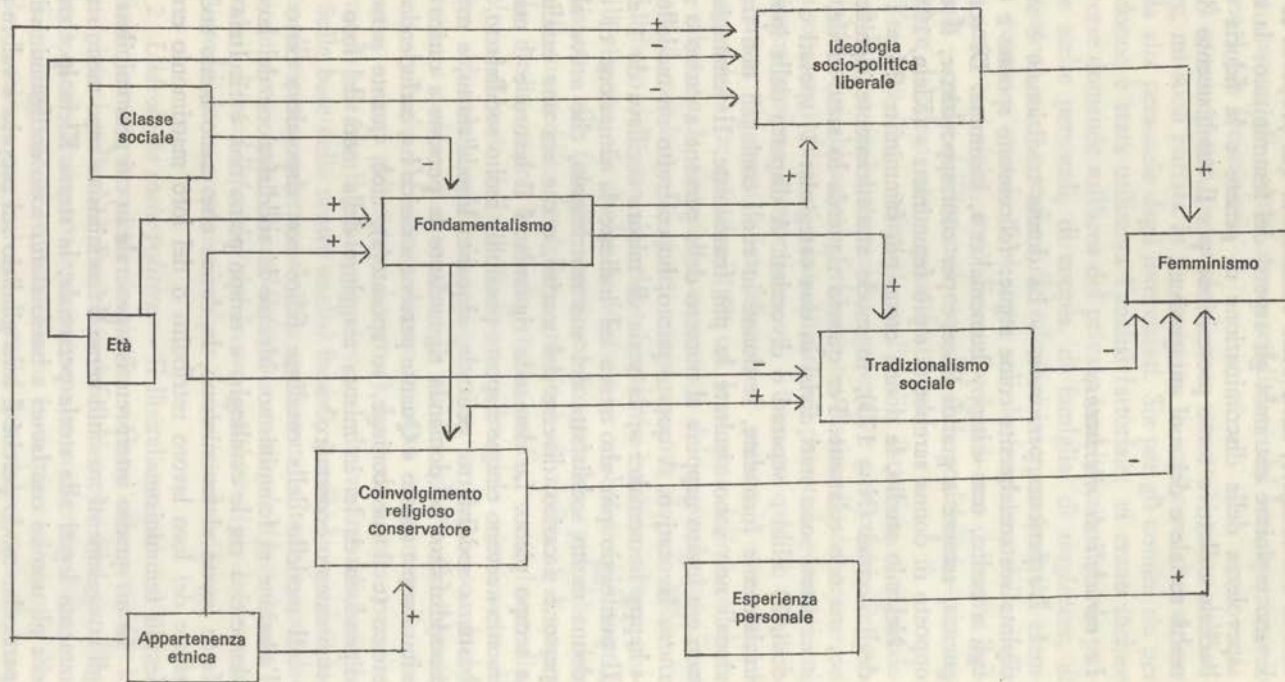 +
−
−
Ideologia
socio-politica
liberale
Classe
sociale
−
+
+
+
+
Fondamentalismo
+
Femminismo
Età
−
+
Tradizionalismo
sociale
−
Coinvolgimento
religioso
conservatore
−
+
Appartenenza
etnica
+
Esperienza
personale